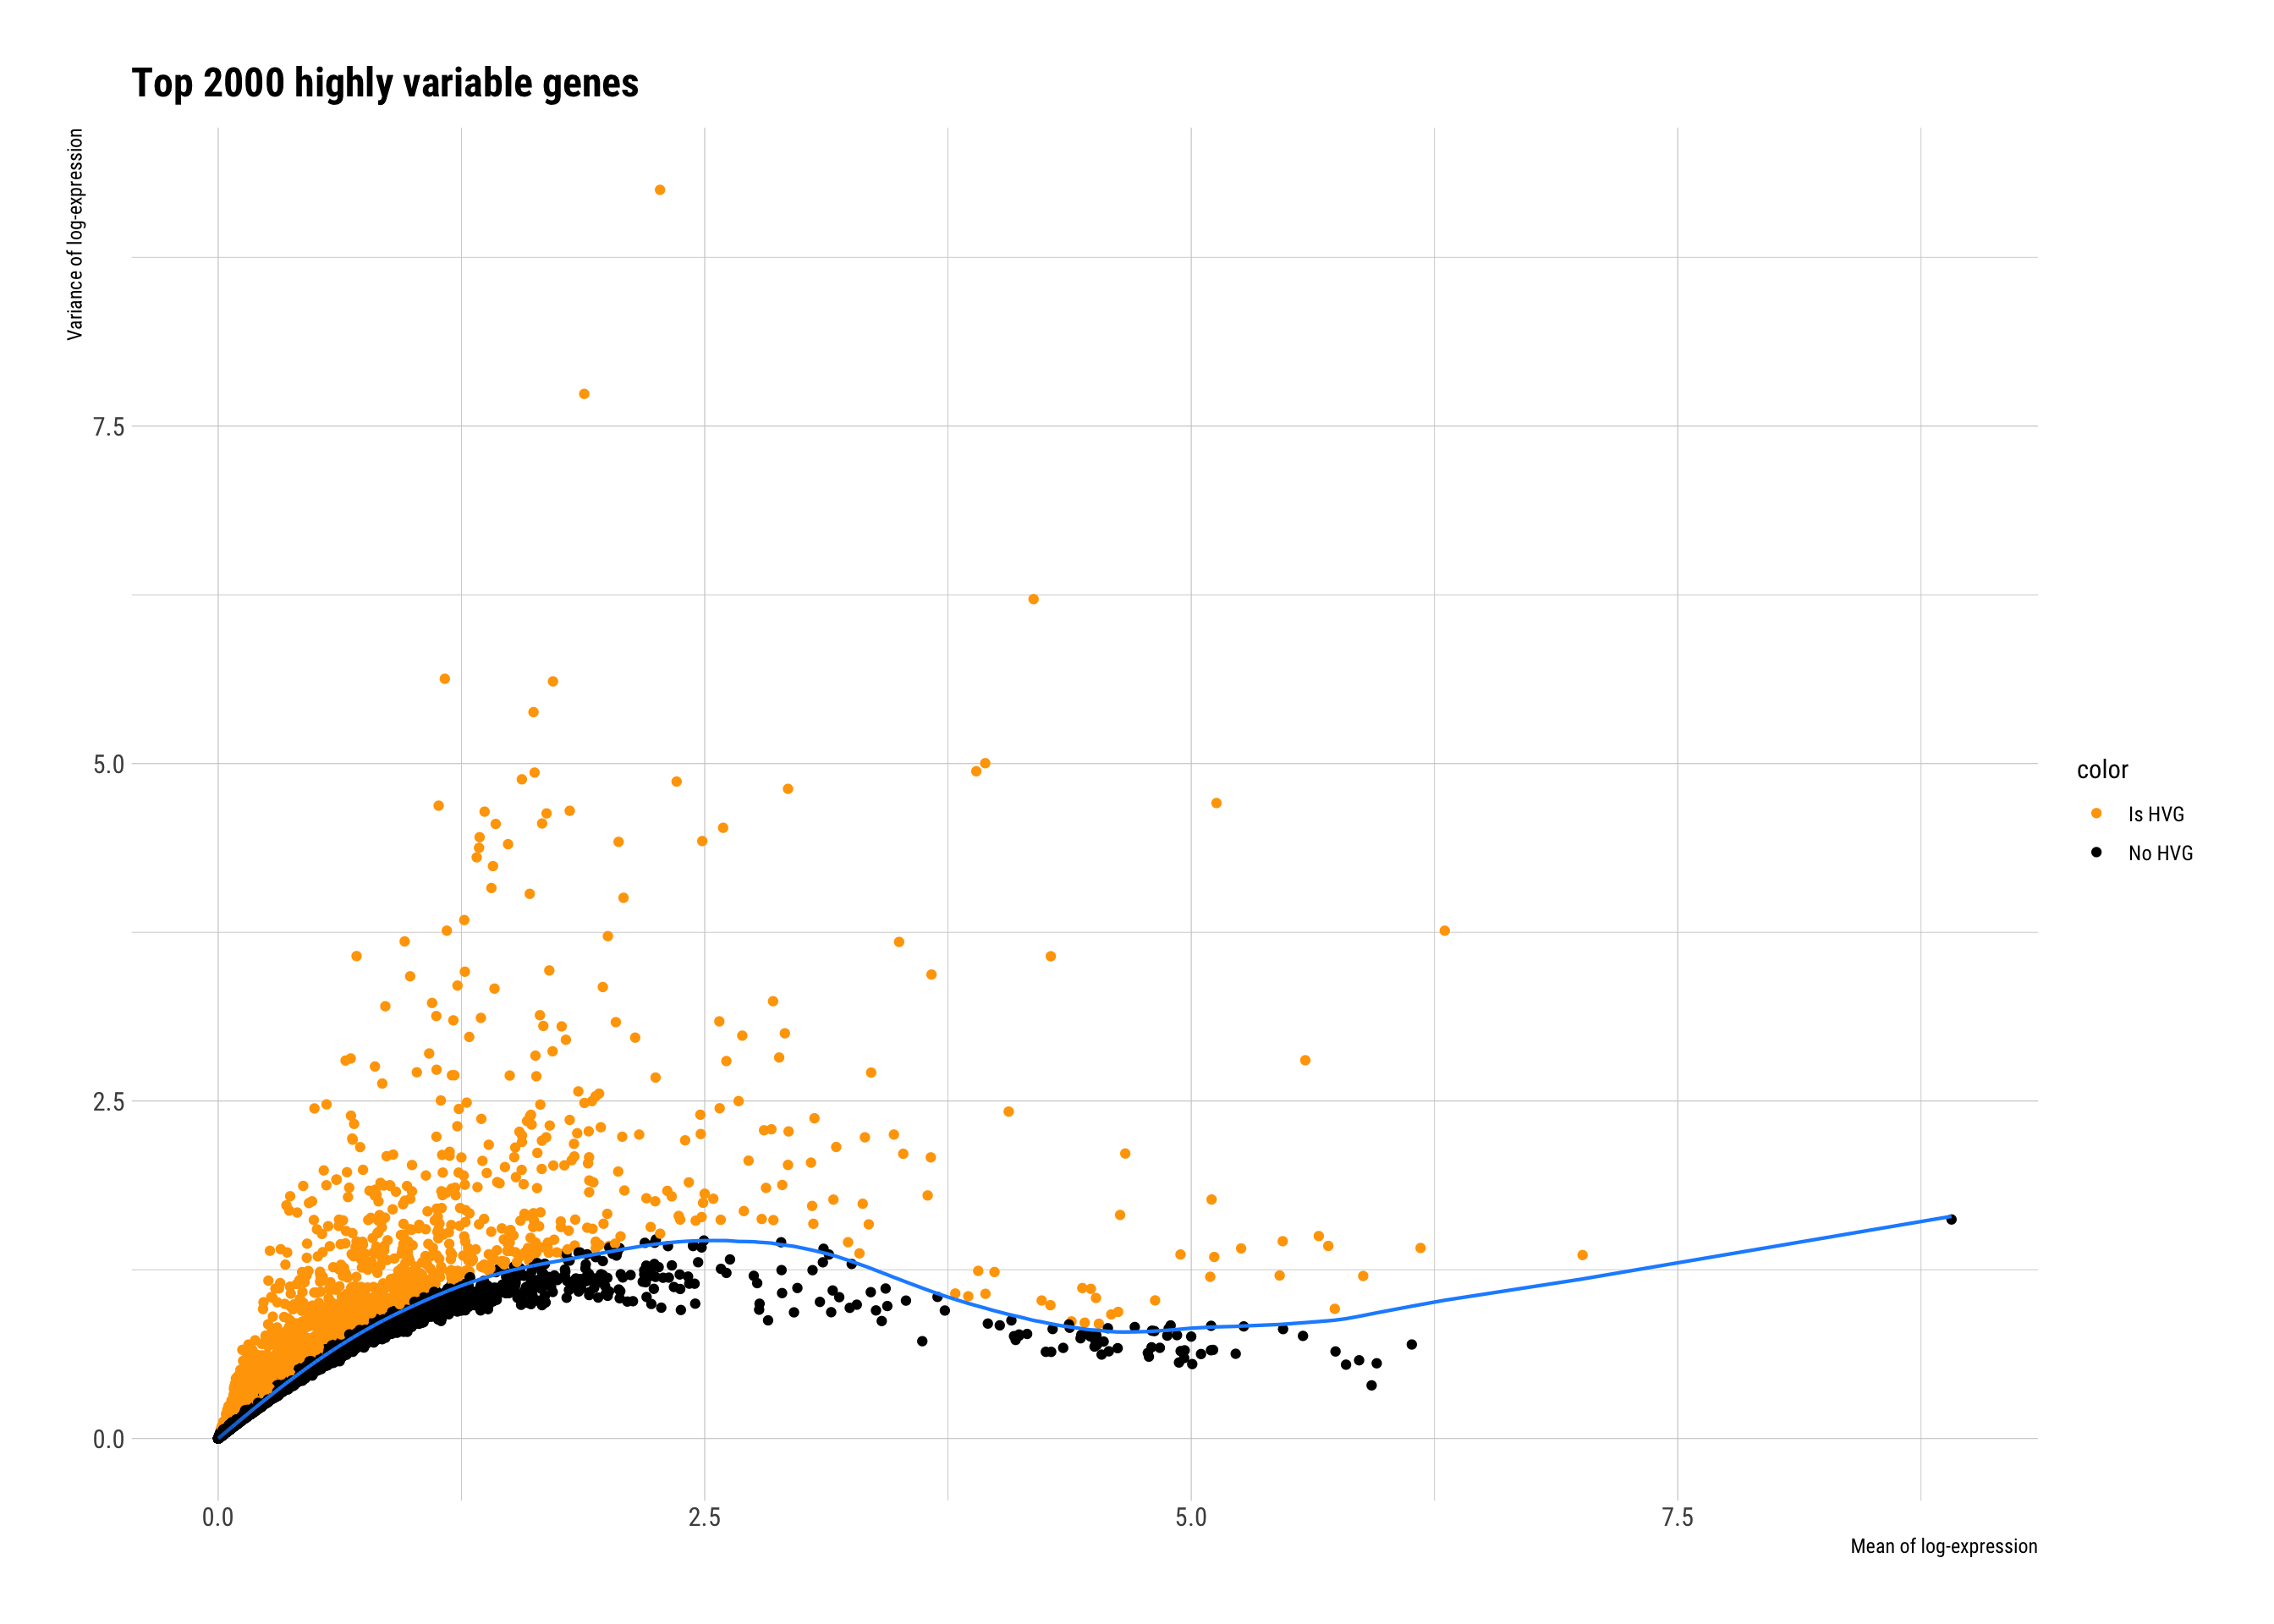 Top 2000 highly variable genes
Variance of log-expression
7.5
5.0
2.5
0.0
0.0
2.5
5.0
7.5
Mean of log-expression
color
Is HVG
No HVG